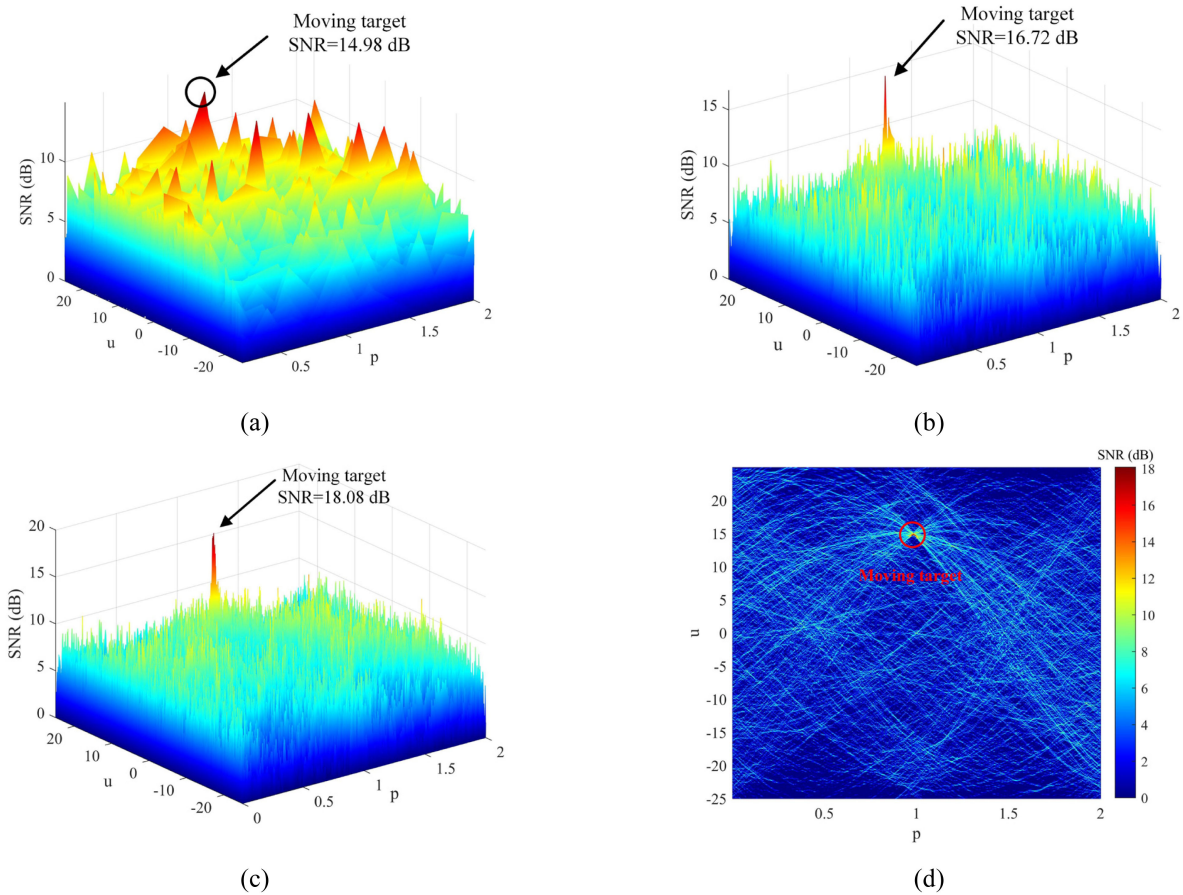 Moving target
SNR=14.98 dB
SNR (dB)
10
5
0
20
10
0
-10
-20
u
0.5
1
1.5
2
p
(a)
Moving target
SNR=16.72 dB
SNR (dB)
15
10
5
0
20
10
0
-10
-20
u
0.5
1
1.5
2
p
(b)
Moving target
SNR=18.08 dB
SNR (dB)
20
15
10
5
0
20
10
0
-10
-20
u
0
0.5
1
1.5
2
p
(c)
SNR (dB)
18
16
14
12
10
8
6
4
2
0
20
15
10
5
0
-5
-10
-15
-20
-25
u
Moving target
0.5
1
1.5
2
p
(d)